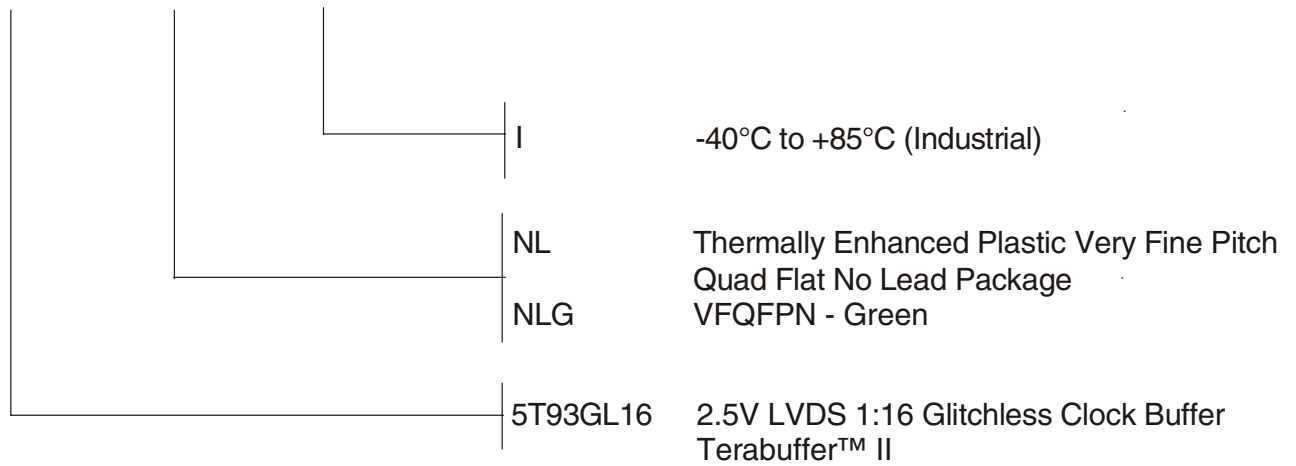 I -40°C to +85°C (Industrial)
NL Thermally Enhanced Plastic Very Fine Pitch
Quad Flat No Lead Package
NLG VFQFPN - Green
5T93GL16 2.5V LVDS 1:16 Glitchless Clock Buffer
Terabuffer™ II